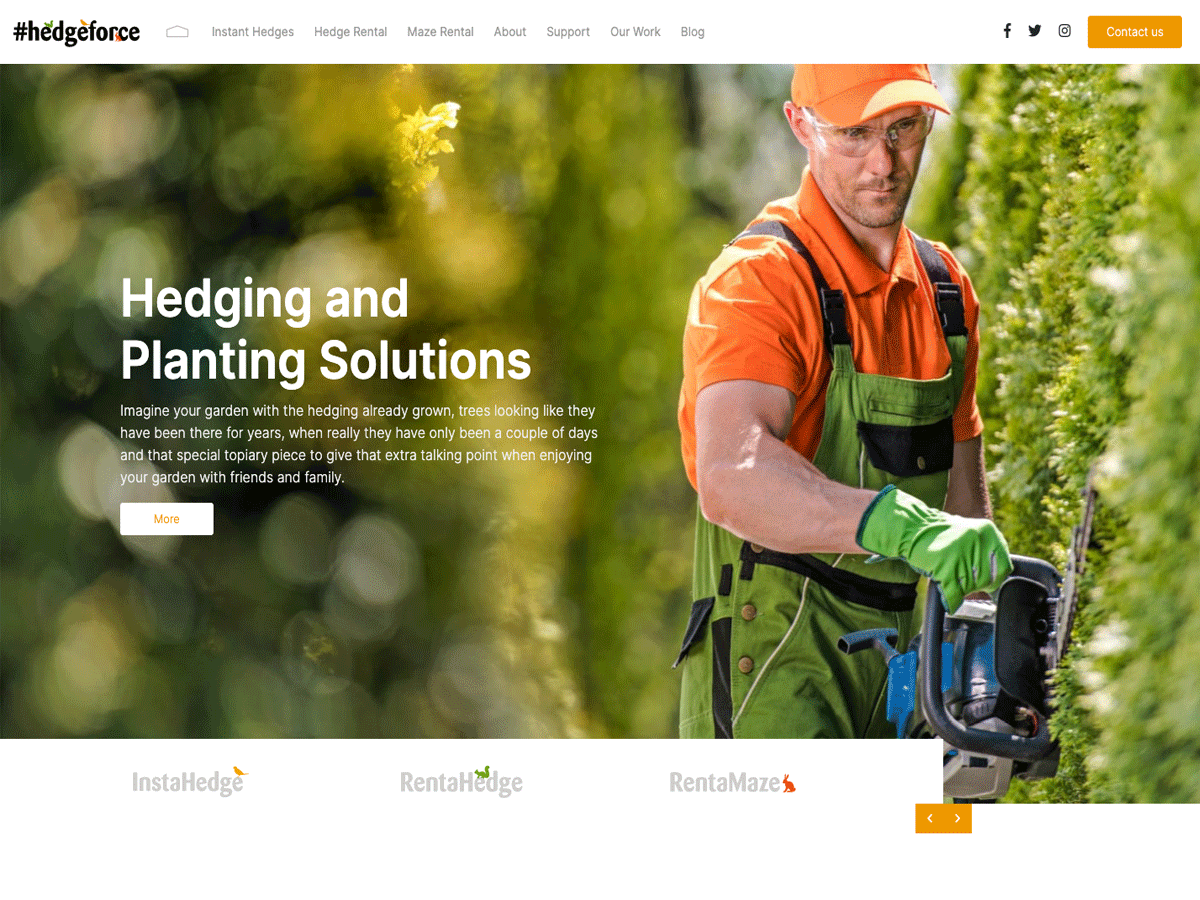 #hedgeforce
Instant Hedges
Hedge Rental
Maze Rental
About
Support
Our Work
Blog
Contact us
Hedging and
Planting Solutions
Imagine your garden with the hedging already grown, trees looking like they
have been there for years, when really they have only been a couple of days
and that special topiary piece to give that extra talking point when enjoying
your garden with friends and family.
More
InstaHedge
RentaHedge
RentaMaze